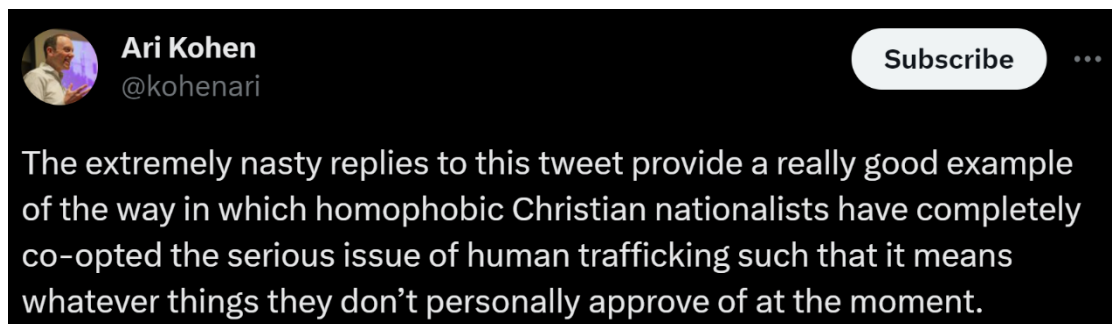 Ari Kohen
@kohenari
Subscribe
The extremely nasty replies to this tweet provide a really good example
of the way in which homophobic Christian nationalists have completely
co-opted the serious issue of human trafficking such that it means
whatever things they don’t personally approve of at the moment.